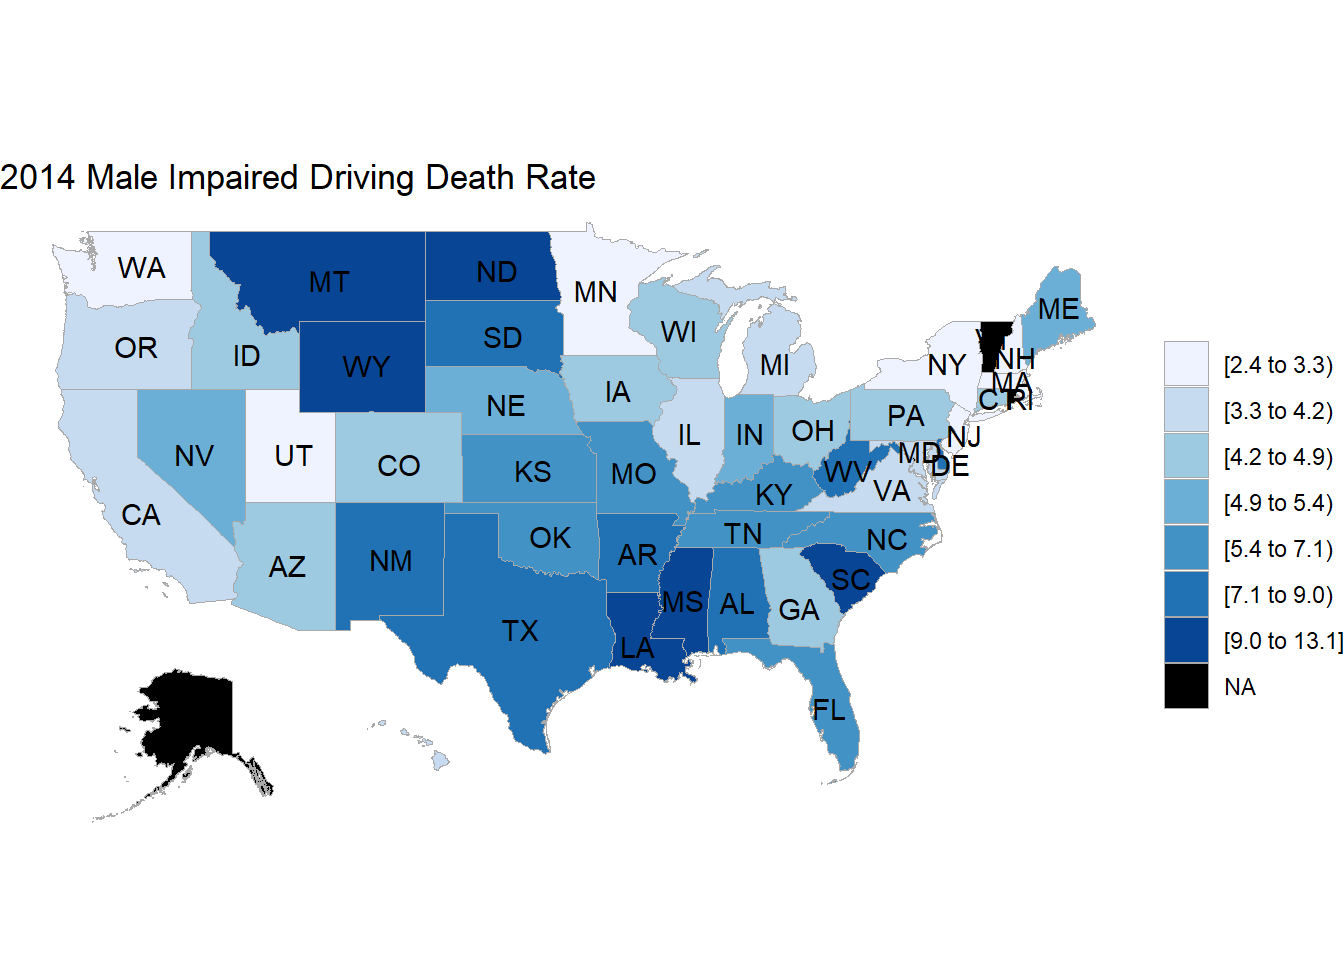 2014 Male Impaired Driving Death Rate
WA
MT
ND
MN
ME
OR
ID
WY
SD
WI
MI
NY
VT
NH
MA
NV
UT
CO
NE
IA
IL
IN
OH
PA
C
RI
NJ
MD
DE
CA
KS
MO
KY
WV
VA
AZ
NM
OK
AR
TN
NC
TX
LA
MS
AL
GA
SC
FL
[2.4 to 3.3)
[3.3 to 4.2)
[4.2 to 4.9)
[4.9 to 5.4)
[5.4 to 7.1)
[7.1 to 9.0)
[9.0 to 13.1]
NA